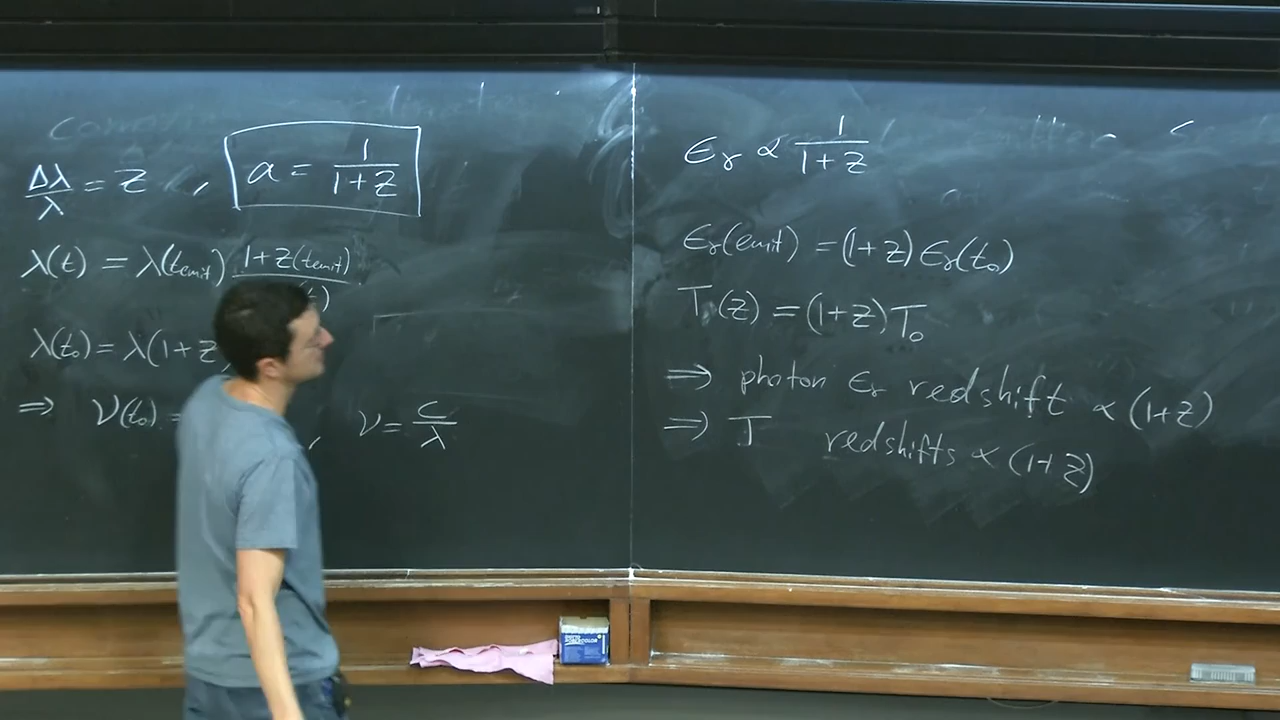 Δλ/λ = z , a = 1/(1+z)
λ(t) = λ(t_emit) 1+z(t_emit)
λ(t₀) = λ(1+z
⇒ ν(t₀) = , ν = c/λ
ϵ_γ ∝ 1/(1+z)
ϵ_γ(emit) = (1+z) ϵ_γ(t₀)
T (z) = (1+z)T₀
⇒ photon ϵ_γ redshift ∝ (1+z)
⇒ T redshifts ∝ (1+z)